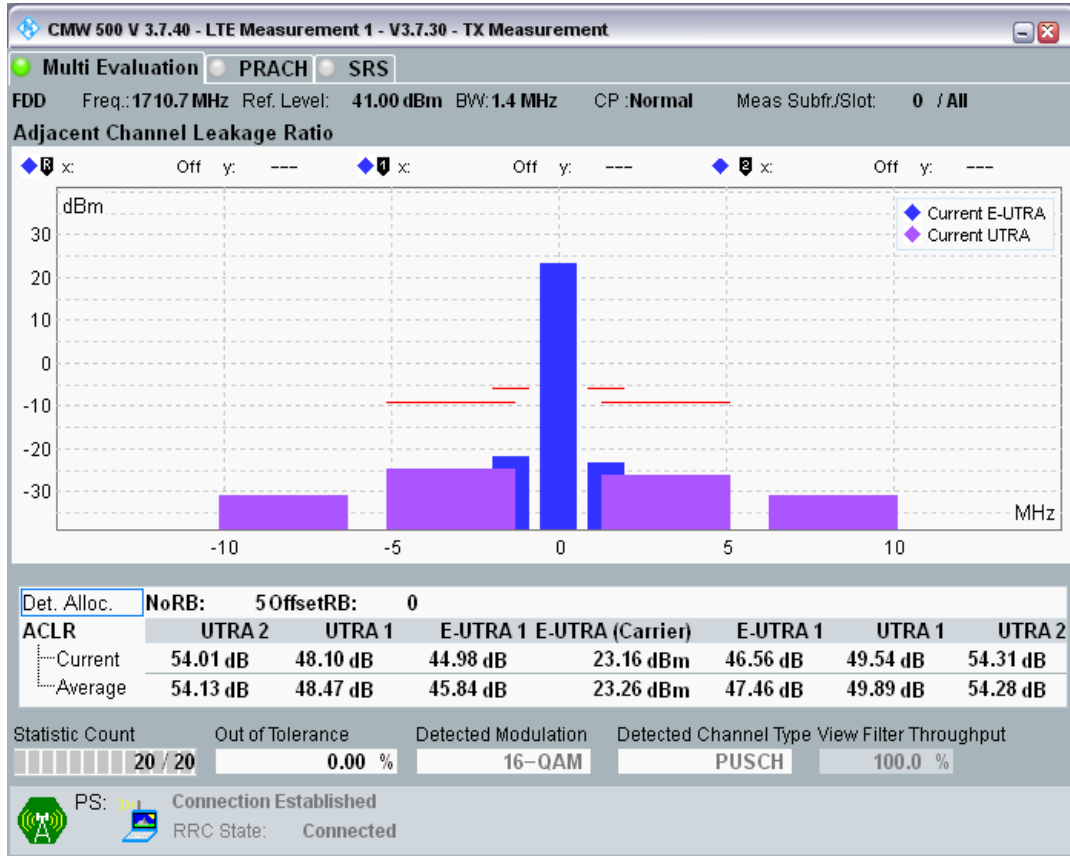 CMW 500 V 3.7.40 - LTE Measurement 1 - V3.7.30 - TX Measurement
Multi Evaluation PRACH SRS
FDD Freq.: 1710.7 MHz Ref. Level: 41.00 dBm BW: 1.4 MHz CP : Normal Meas Subfr./Slot: 0 / All
Adjacent Channel Leakage Ratio
R x: Off y: --- 1 x: Off y: --- 2 x: Off y: ---
dBm
Current E-UTRA
Current UTRA
30
20
10
0
-10
-20
-30
MHz
-10 -5 0 5 10
Det. Alloc. NoRB: 5 OffsetRB: 0
ACLR UTRA 2 UTRA 1 E-UTRA 1 E-UTRA (Carrier) E-UTRA 1 UTRA 1 UTRA 2
Current 54.01 dB 48.10 dB 44.98 dB 23.16 dBm 46.56 dB 49.54 dB 54.31 dB
Average 54.13 dB 48.47 dB 45.84 dB 23.26 dBm 47.46 dB 49.89 dB 54.28 dB
Statistic Count Out of Tolerance Detected Modulation Detected Channel Type View Filter Throughput
20 / 20 0.00 % 16-QAM PUSCH 100.0 %
PS: Connection Established
RRC State: Connected